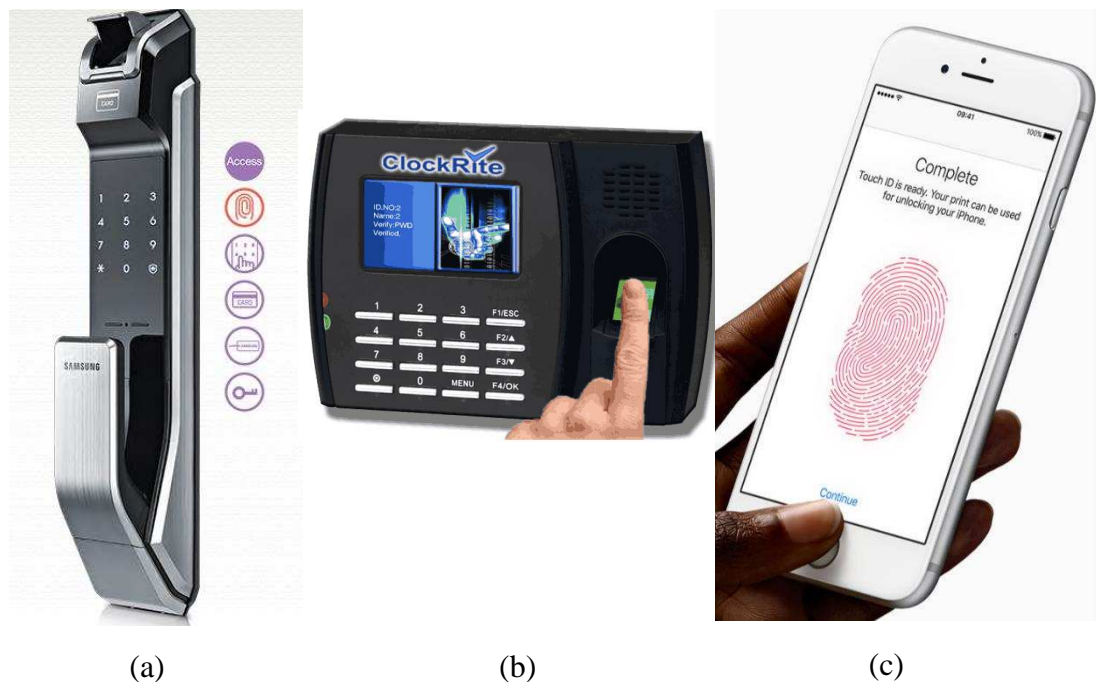 CARD
1 2 3
4 5 6
7 8 9
* 0
SAMSUNG
Access
CARD
ClockRite
ID.NO:2
Name:2
Verify:PWD
Verified.
1 2 3 F1/ESC
4 5 6 F2/▲
7 8 9 F3/▼
0 MENU F4/OK
09:41
100%
Complete
Touch ID is ready. Your print can be used
for unlocking your iPhone.
Continue
(a)
(b)
(c)